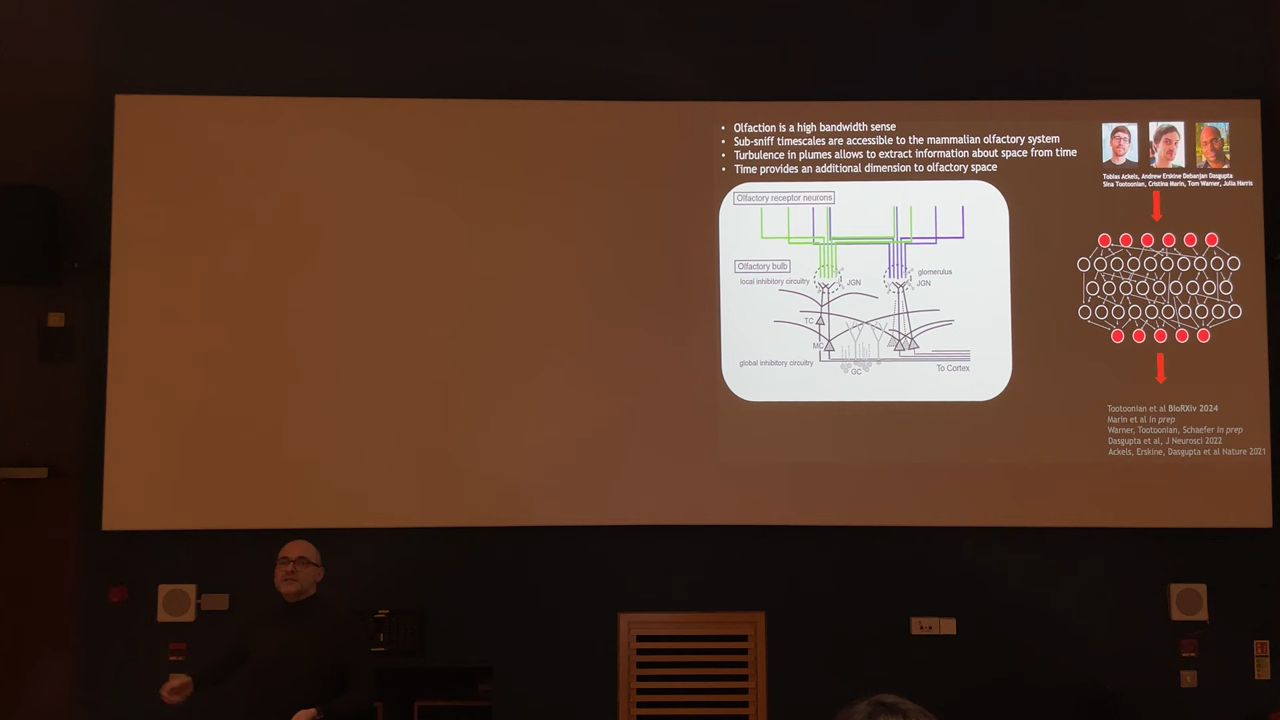 • Olfaction is a high bandwidth sense
• Sub-sniff timescales are accessible to the mammalian olfactory system
• Turbulence in plumes allows to extract information about space from time
• Time provides an additional dimension to olfactory space
Tobias Ackels, Andrew Erskine Debanjan Dasgupta
Sina Tootoonian, Cristina Marin, Tom Warner, Julia Harris
Olfactory receptor neurons
Olfactory bulb
glomerulus
local inhibitory circuitry
JGN
JGN
TC
MC
global inhibitory circuitry
GC
To Cortex
Tootoonian et al BioRXiv 2024
Marin et al in prep
Warner, Tootoonian, Schaefer in prep
Dasgupta et al, J Neurosci 2022
Ackels, Erskine, Dasgupta et al Nature 2021